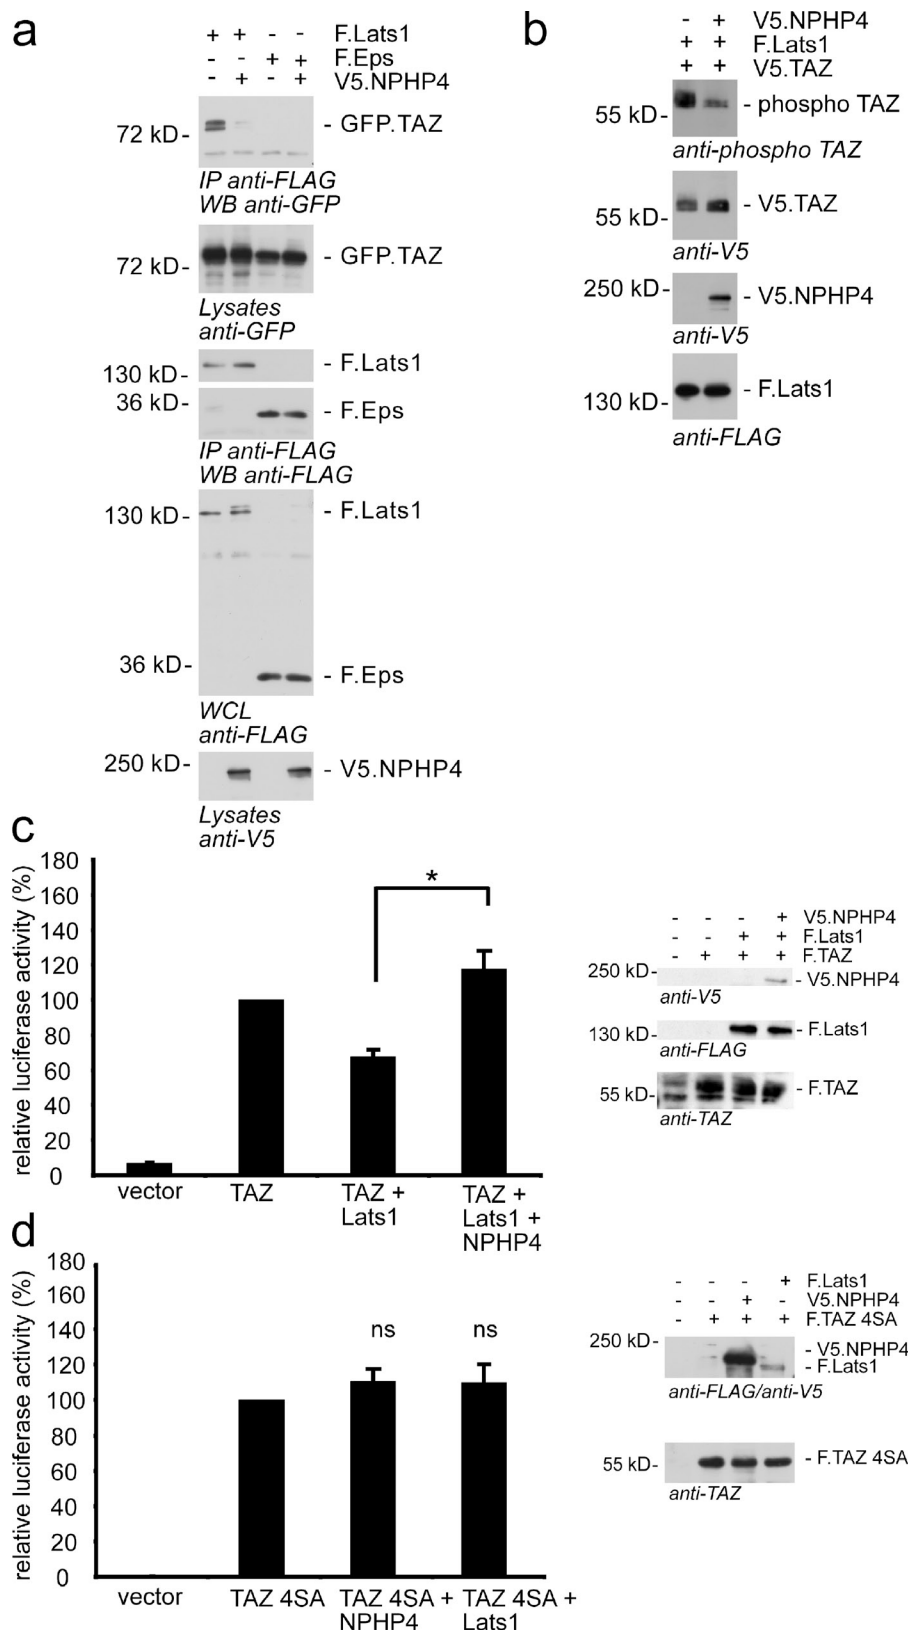 a
+ + - - F.Lats1
- - + + F.Eps
- + - + V5.NPHP4
72 kD- - GFP.TAZ
IP anti-FLAG
WB anti-GFP
72 kD- - GFP.TAZ
Lysates
anti-GFP
130 kD- - F.Lats1
36 kD- - F.Eps
IP anti-FLAG
WB anti-FLAG
130 kD- - F.Lats1
36 kD- - F.Eps
WCL
anti-FLAG
250 kD- - V5.NPHP4
Lysates
anti-V5
b
- + V5.NPHP4
+ + F.Lats1
+ + V5.TAZ
55 kD- - phospho TAZ
anti-phospho TAZ
55 kD- - V5.TAZ
anti-V5
250 kD- - V5.NPHP4
anti-V5
130 kD- - F.Lats1
anti-FLAG
c
relative luciferase activity (%)
180
160
140
120
100
80
60
40
20
0
*
vector
TAZ
TAZ +
Lats1
TAZ +
Lats1 +
NPHP4
- - - + V5.NPHP4
- - + + F.Lats1
- + + + F.TAZ
250 kD- - V5.NPHP4
anti-V5
130 kD- - F.Lats1
anti-FLAG
55 kD- - F.TAZ
anti-TAZ
d
relative luciferase activity (%)
180
160
140
120
100
80
60
40
20
0
ns
ns
vector
TAZ 4SA
TAZ 4SA +
NPHP4
TAZ 4SA +
Lats1
- - - + F.Lats1
- - + - V5.NPHP4
- + + + F.TAZ 4SA
250 kD- - V5.NPHP4
- F.Lats1
anti-FLAG/anti-V5
55 kD- - F.TAZ 4SA
anti-TAZ